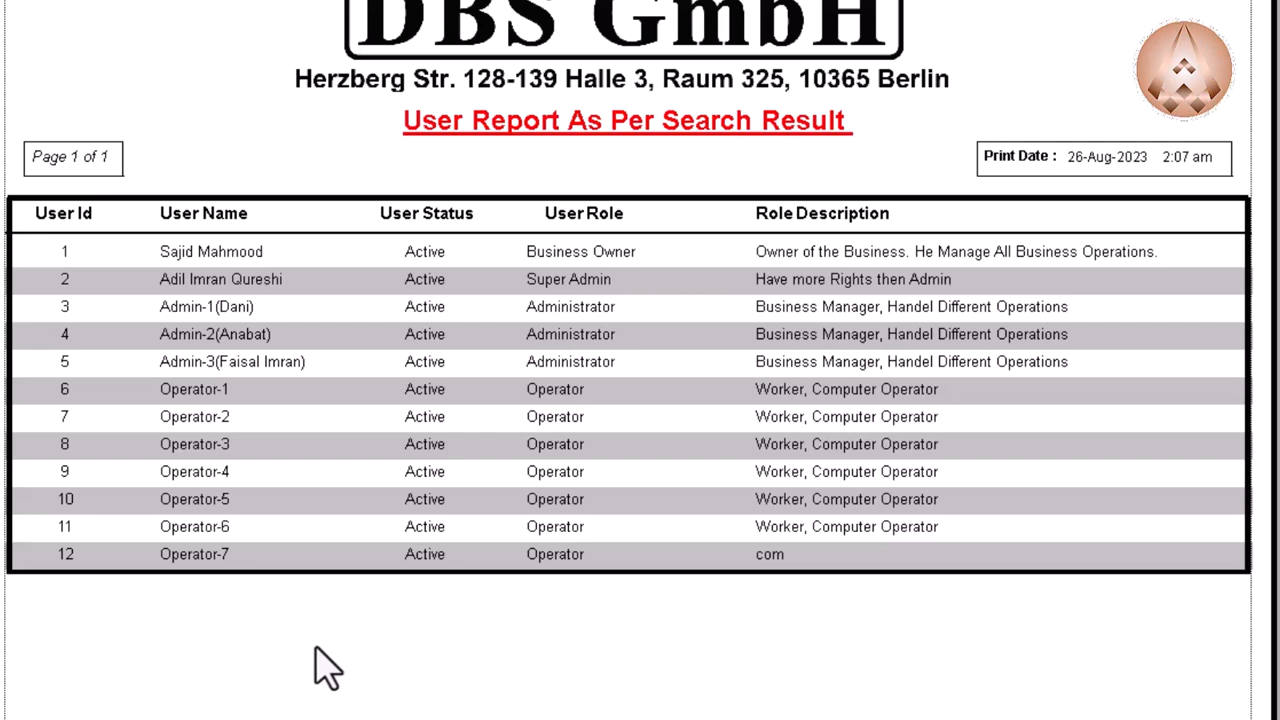 DBS GmbH
Herzberg Str. 128-139 Halle 3, Raum 325, 10365 Berlin
User Report As Per Search Result
Page 1 of 1
Print Date : 26-Aug-2023 2:07 am
User Id User Name User Status User Role Role Description
1 Sajid Mahmood Active Business Owner Owner of the Business. He Manage All Business Operations.
2 Adil Imran Qureshi Active Super Admin Have more Rights then Admin
3 Admin-1(Dani) Active Administrator Business Manager, Handel Different Operations
4 Admin-2(Anabat) Active Administrator Business Manager, Handel Different Operations
5 Admin-3(Faisal Imran) Active Administrator Business Manager, Handel Different Operations
6 Operator-1 Active Operator Worker, Computer Operator
7 Operator-2 Active Operator Worker, Computer Operator
8 Operator-3 Active Operator Worker, Computer Operator
9 Operator-4 Active Operator Worker, Computer Operator
10 Operator-5 Active Operator Worker, Computer Operator
11 Operator-6 Active Operator Worker, Computer Operator
12 Operator-7 Active Operator com